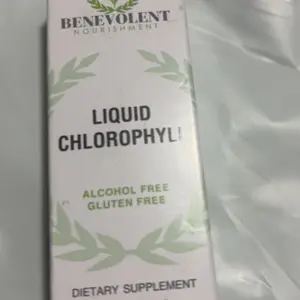 BENEVOLENT
NOURISHMENT
LIQUID
CHLOROPHYLL
ALCOHOL FREE
GLUTEN FREE
DIETARY SUPPLEMENT